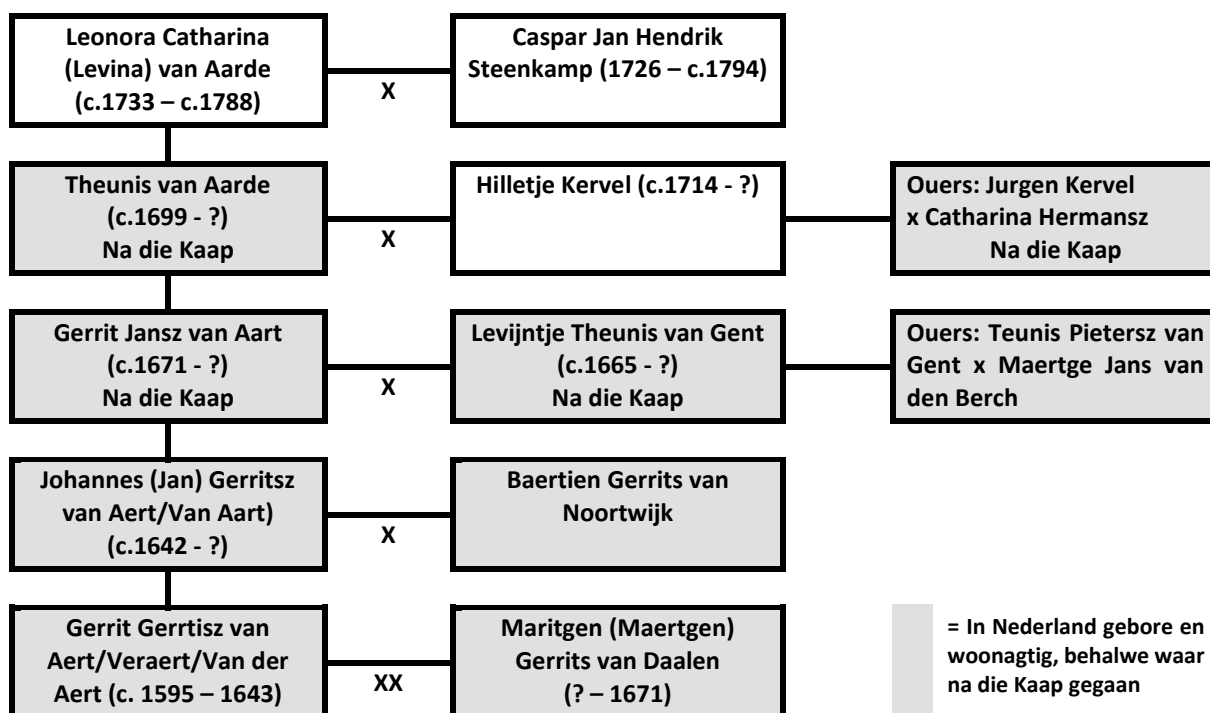 Leonora Catharina
(Levina) van Aarde
(c.1733 – c.1788)
X
Caspar Jan Hendrik
Steenkamp (1726 – c.1794)
Theunis van Aarde
(c.1699 - ?)
Na die Kaap
X
Hilletje Kervel (c.1714 - ?)
Ouers: Jurgen Kervel
x Catharina Hermansz
Na die Kaap
Gerrit Jansz van Aart
(c.1671 - ?)
Na die Kaap
X
Levijntje Theunis van Gent
(c.1665 - ?)
Na die Kaap
Ouers: Teunis Pietersz van
Gent x Maertge Jans van
den Berch
Johannes (Jan) Gerritsz
van Aert/Van Aart)
(c.1642 - ?)
X
Baertien Gerrits van
Noortwijk
Gerrit Gerrtisz van
Aert/Veraert/Van der
Aert (c. 1595 – 1643)
XX
Maritgen (Maertgen)
Gerrits van Daalen
(? – 1671)
= In Nederland gebore en
woonagtig, behalwe waar
na die Kaap gegaan